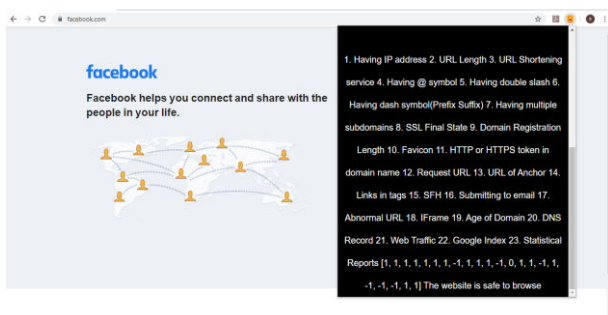 facebook.com
facebook
Facebook helps you connect and share with the
people in your life.
1. Having IP address 2. URL Length 3. URL Shortening
service 4. Having @ symbol 5. Having double slash 6.
Having dash symbol(Prefix Suffix) 7. Having multiple
subdomains 8. SSL Final State 9. Domain Registration
Length 10. Favicon 11. HTTP or HTTPS token in
domain name 12. Request URL 13. URL of Anchor 14.
Links in tags 15. SFH 16. Submitting to email 17.
Abnormal URL 18. IFrame 19. Age of Domain 20. DNS
Record 21. Web Traffic 22. Google Index 23. Statistical
Reports [1, 1, 1, 1, 1, 1, -1, 1, 1, 1, -1, 0, 1, 1, -1, 1,
-1, -1, -1, 1, 1] The website is safe to browse